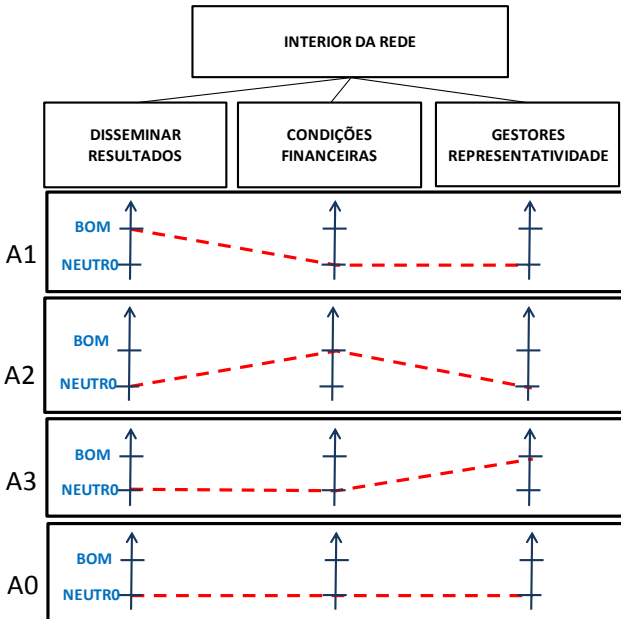 INTERIOR DA REDE
DISSEMINAR
RESULTADOS
CONDIÇÕES
FINANCEIRAS
GESTORES
REPRESENTATIVIDADE
A1
BOM
NEUTR0
A2
BOM
NEUTR0
A3
BOM
NEUTR0
A0
BOM
NEUTR0